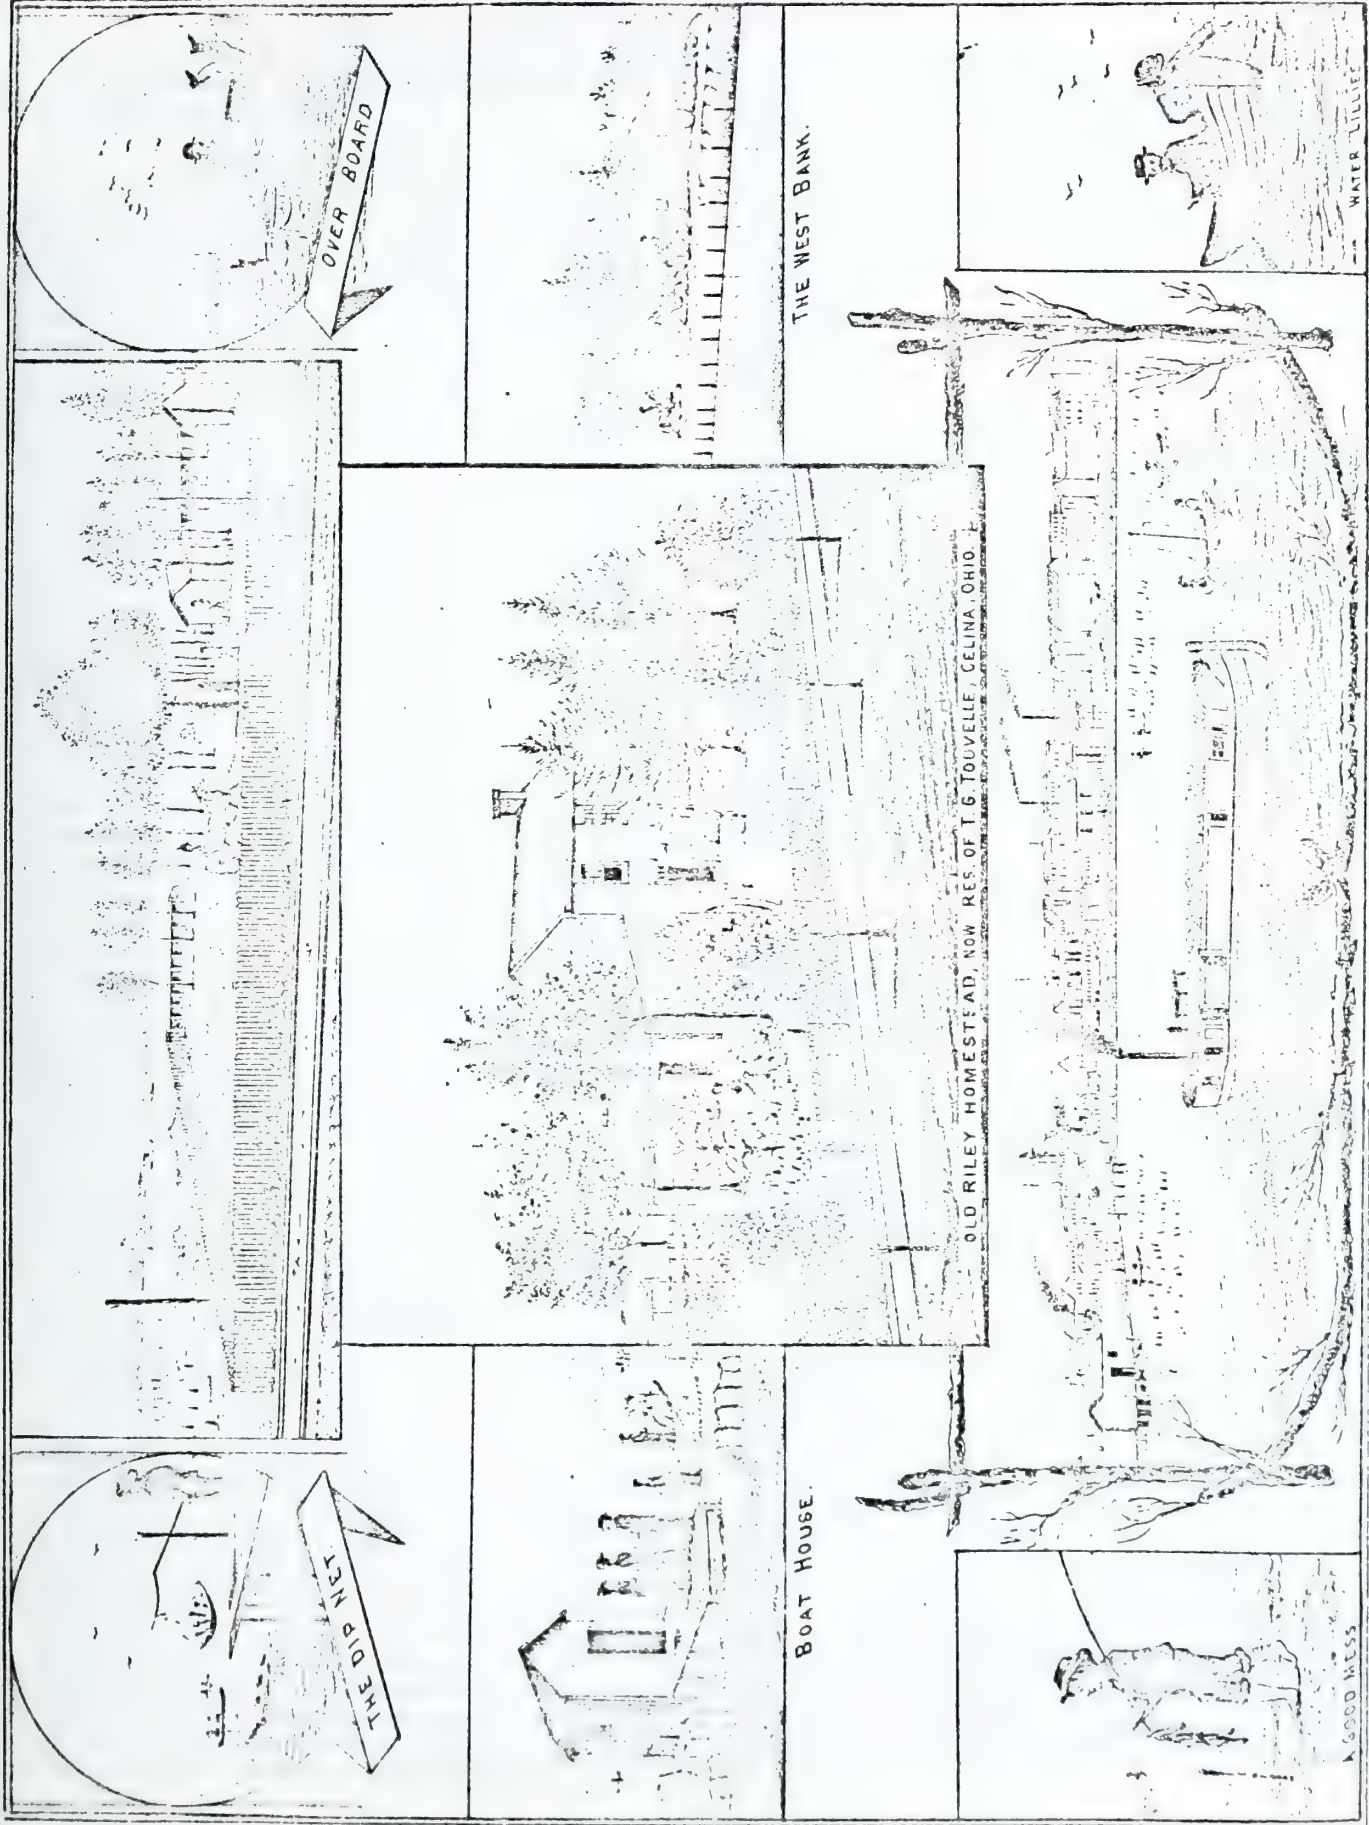 THE DIP NET.
OVER BOARD
BOAT HOUSE.
THE WEST BANK.
OLD RILEY HOMESTEAD, NOW RES. OF T.G. TOUVELLE, CELINA, OHIO.
A GOOD MESS
WATER LILLIES